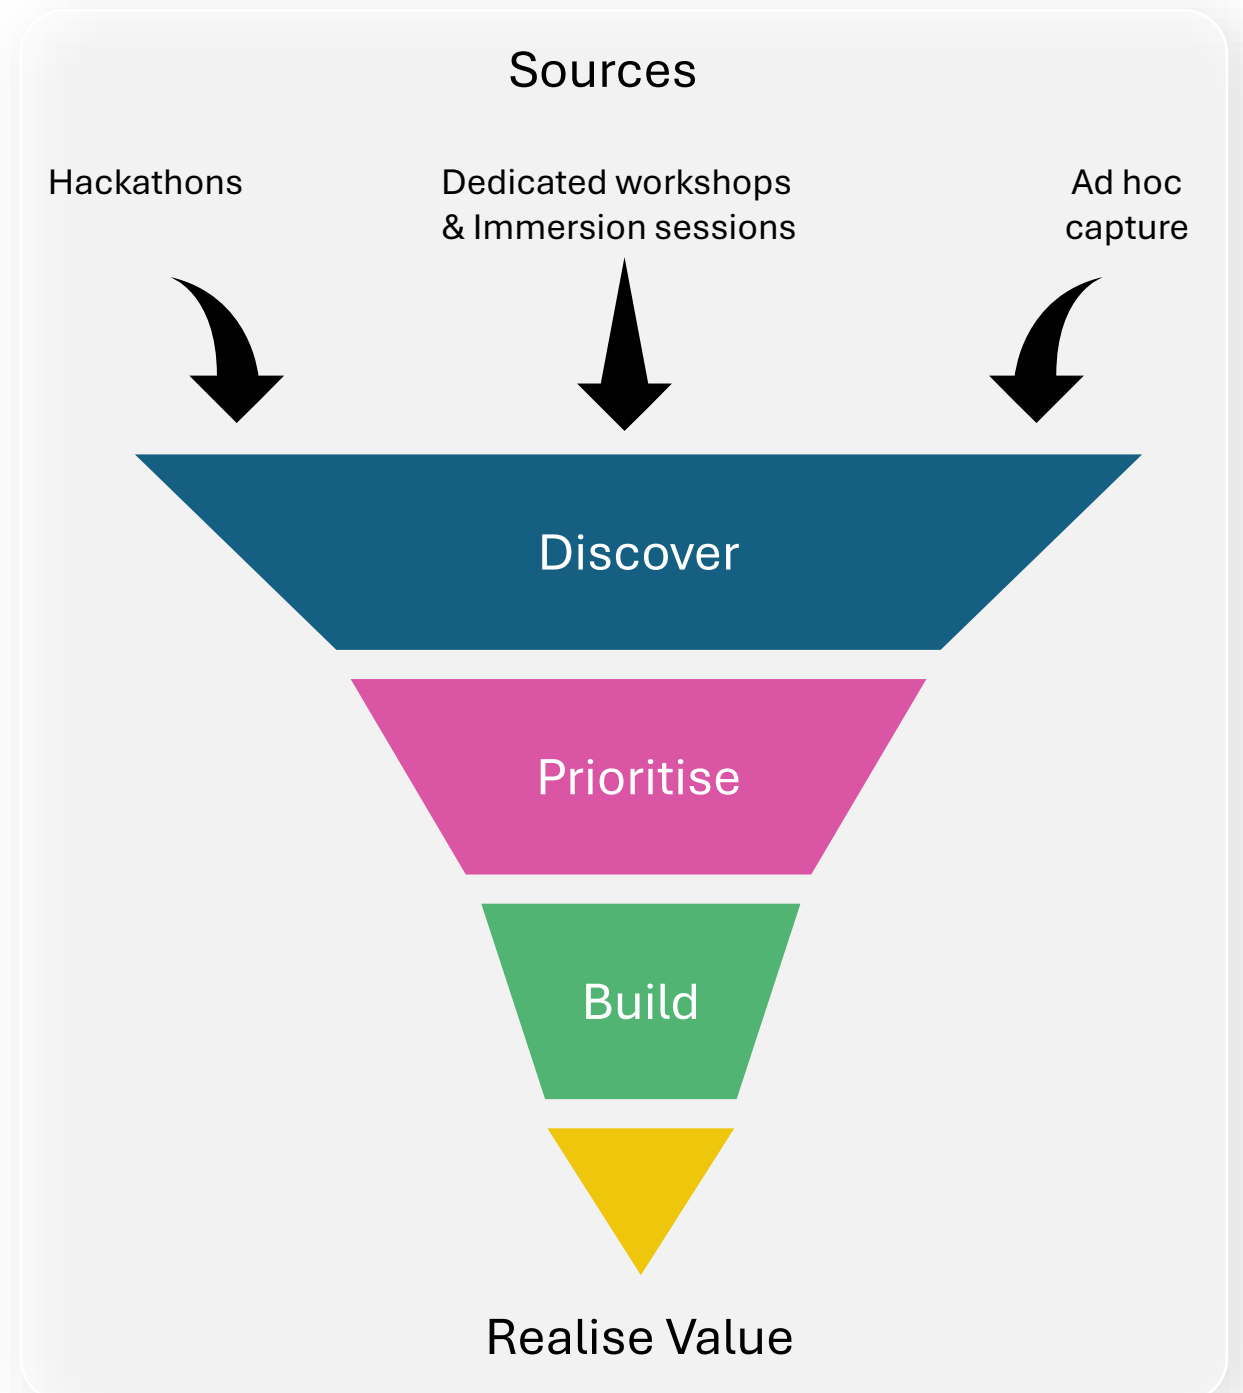 Sources
Hackathons
Dedicated workshops
& Immersion sessions
Ad hoc
capture
Discover
Prioritise
Build
Realise Value